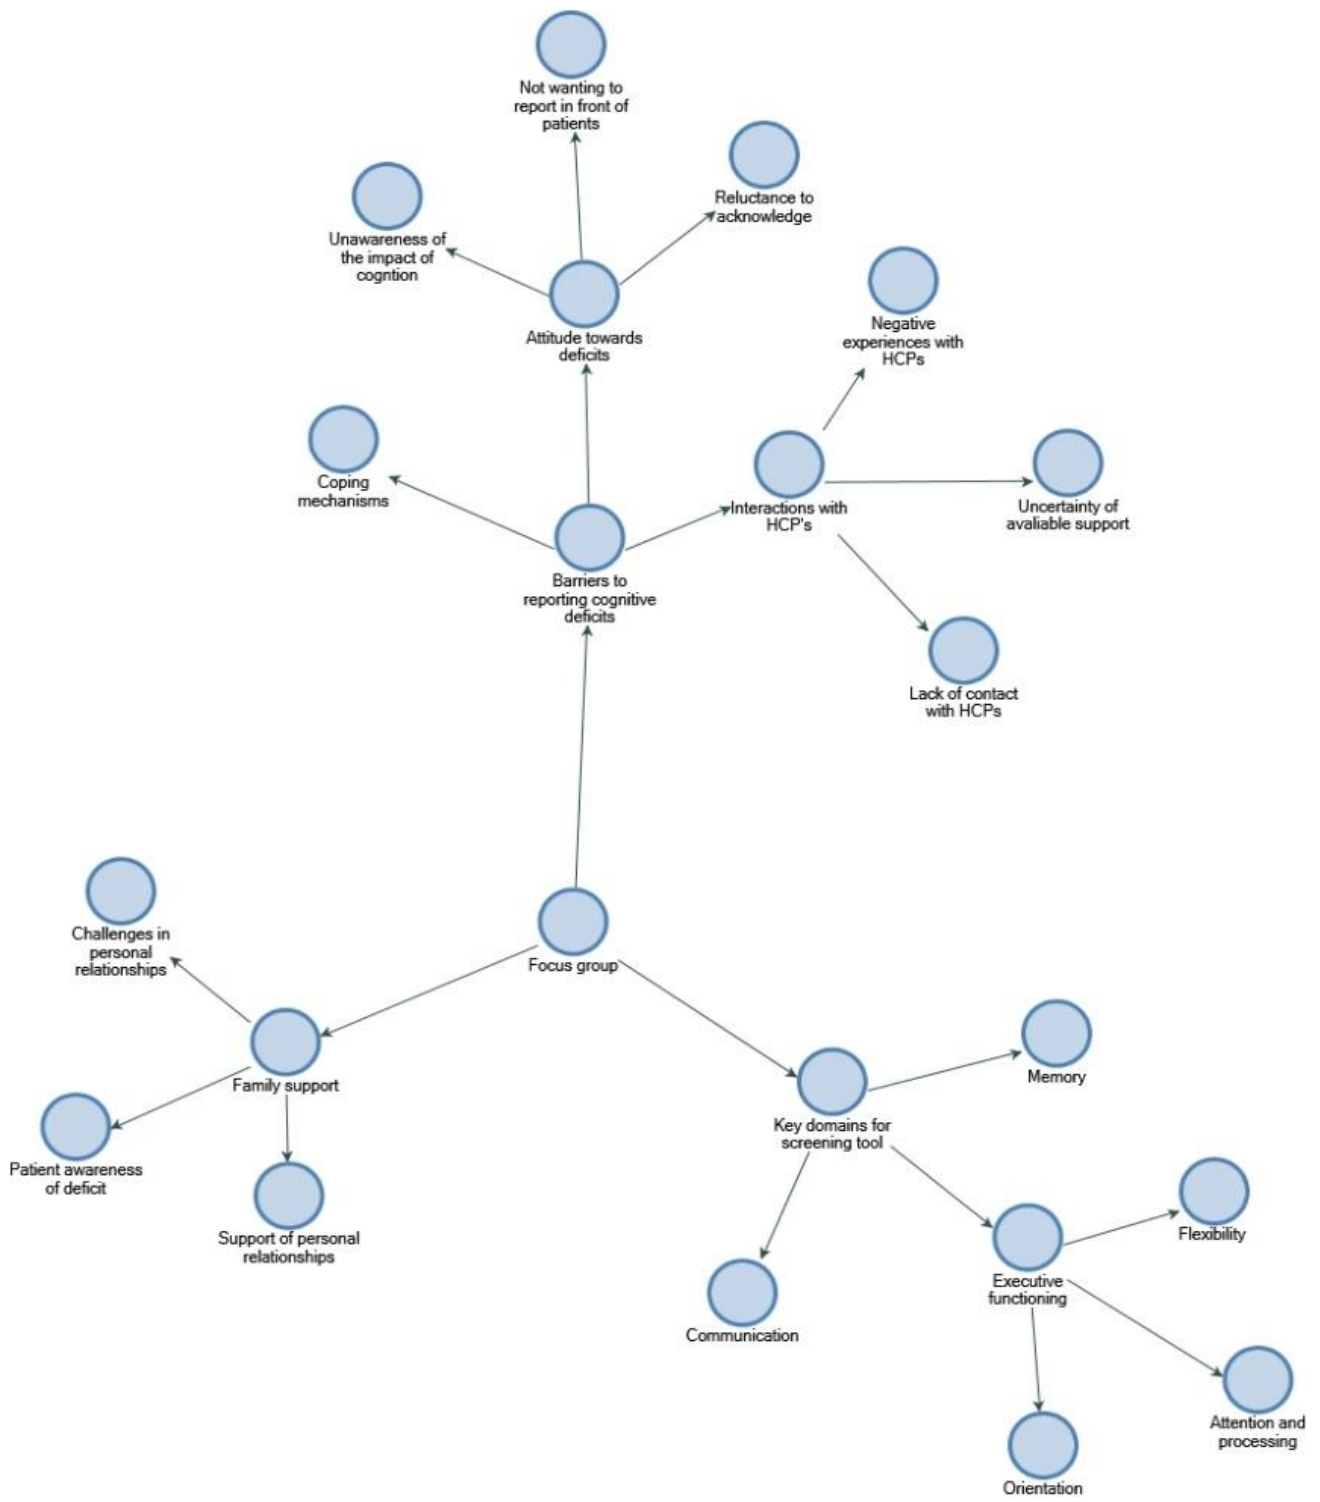 Not wanting to
report in front of
patients
Reluctance to
acknowledge
Unawareness of
the impact of
cogntion
Attitude towards
deficits
Negative
experiences with
HCPs
Coping
mechanisms
Interactions with
HCP's
Uncertainty of
avaliable support
Barriers to
reporting cognitive
deficits
Lack of contact
with HCPs
Challenges in
personal
relationships
Focus group
Family support
Memory
Key domains for
screening tool
Patient awareness
of deficit
Support of personal
relationships
Flexibility
Executive
functioning
Communication
Attention and
processing
Orientation